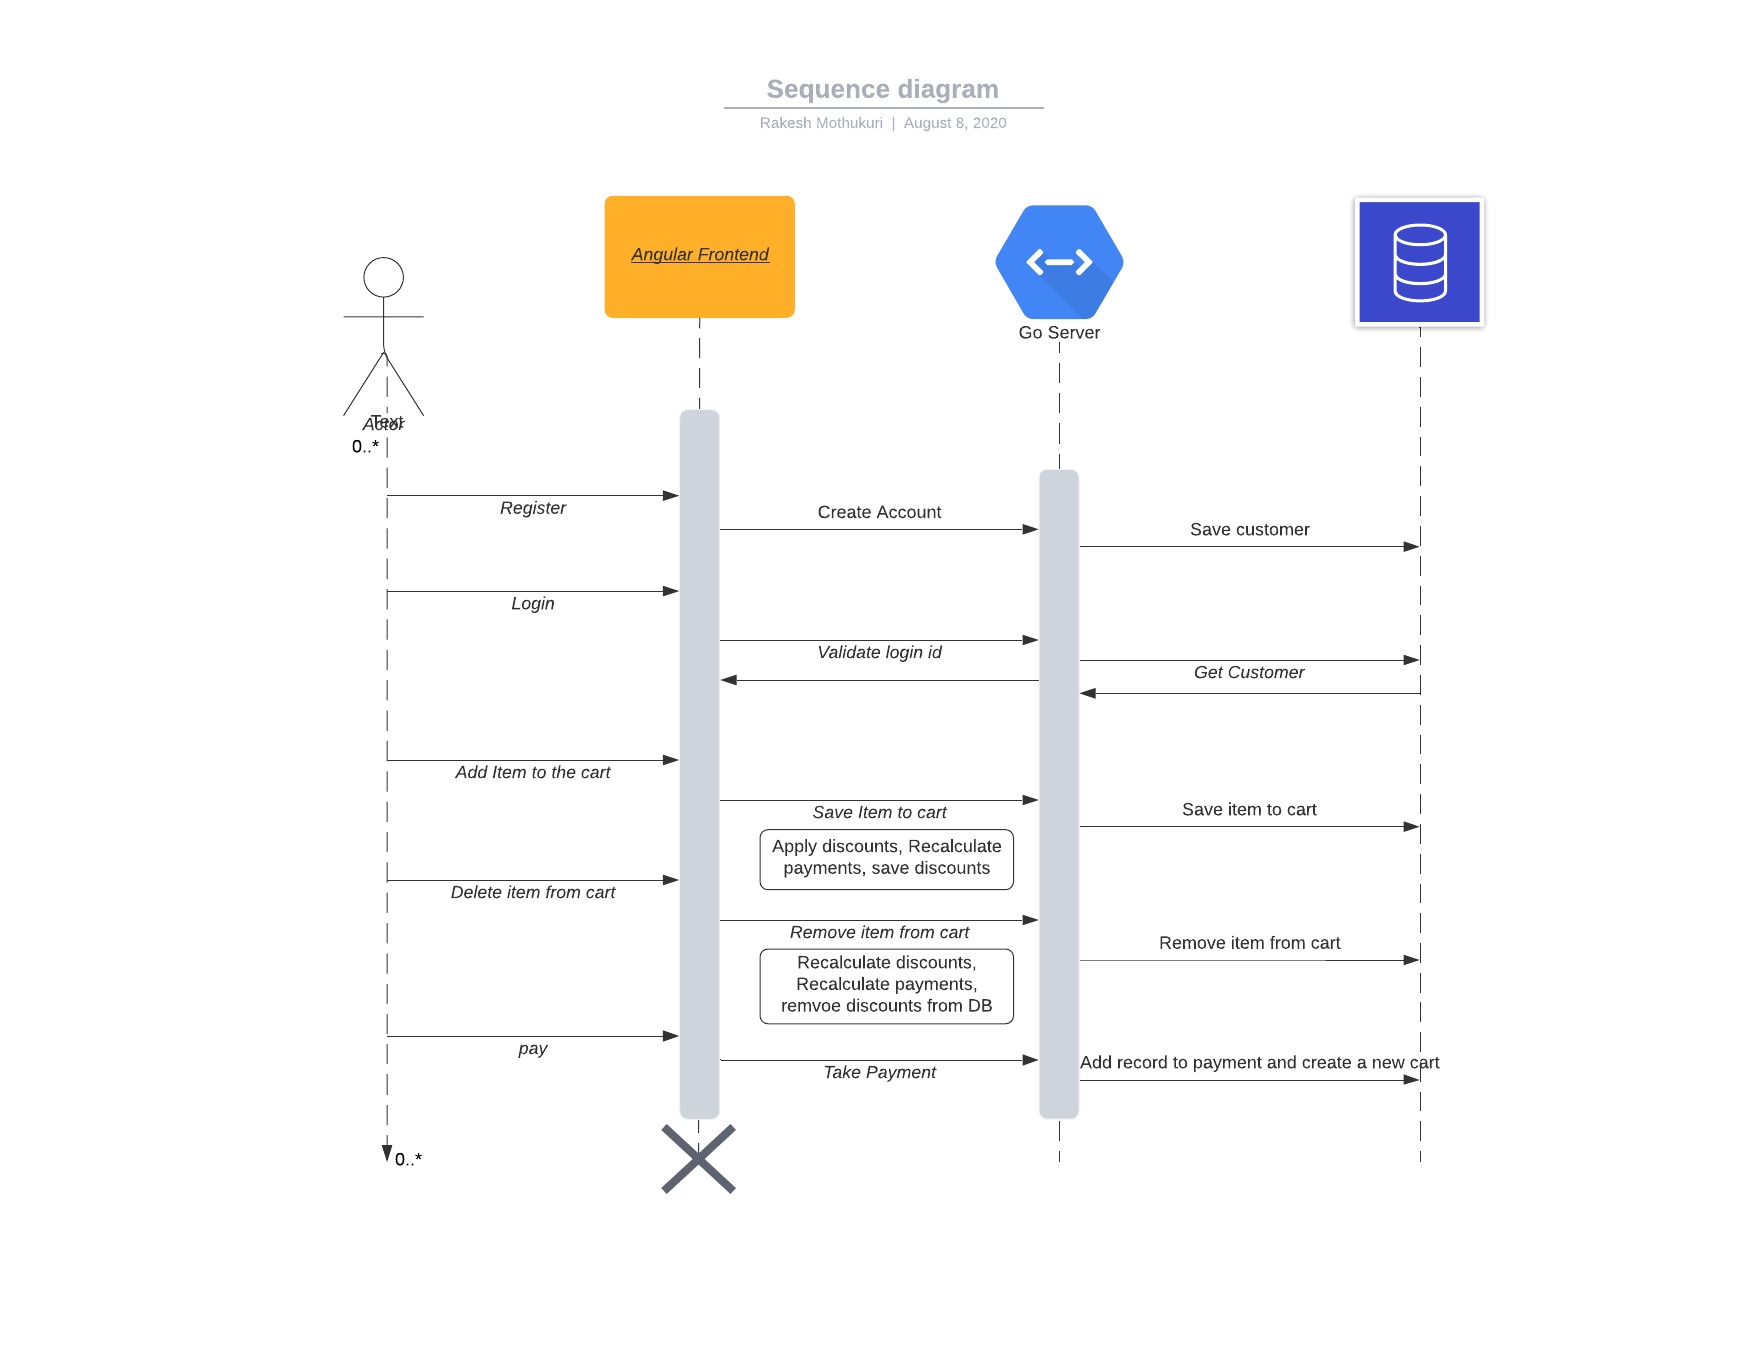 Sequence diagram
Rakesh Mothukuri | August 8, 2020
Angular Frontend
Go Server
Text
Actor
0..*
Register
Create Account
Save customer
Login
Validate login id
Get Customer
Add Item to the cart
Save Item to cart
Save item to cart
Apply discounts, Recalculate
payments, save discounts
Delete item from cart
Remove item from cart
Remove item from cart
Recalculate discounts,
Recalculate payments,
remvoe discounts from DB
pay
Take Payment
Add record to payment and create a new cart
0..*